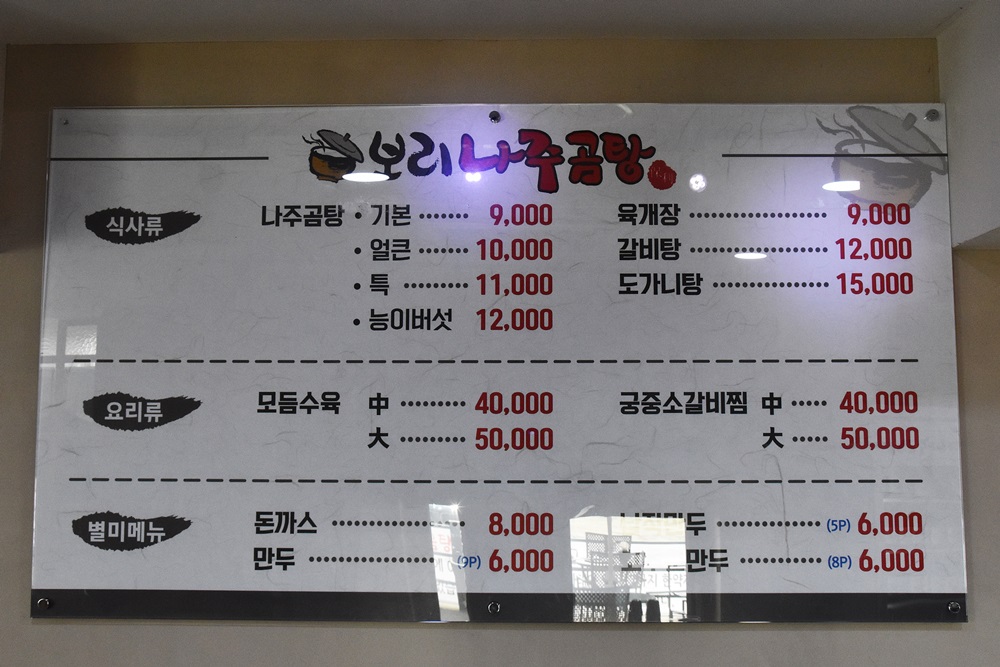 보리나주곰탕
식사류
나주곰탕 • 기본 ······· 9,000
• 얼큰 ······· 10,000
• 특 ········· 11,000
• 능이버섯 12,000
육개장 ···················· 9,000
갈비탕 ···················· 12,000
도가니탕 ················ 15,000
요리류
모듬수육 中 ·········· 40,000
大 ·········· 50,000
궁중소갈비찜 中 ····· 40,000
大 ····· 50,000
별미메뉴
돈까스 ···················· 8,000
만두 ···················· (9P) 6,000
만두 ················ (5P) 6,000
만두 ················ (8P) 6,000